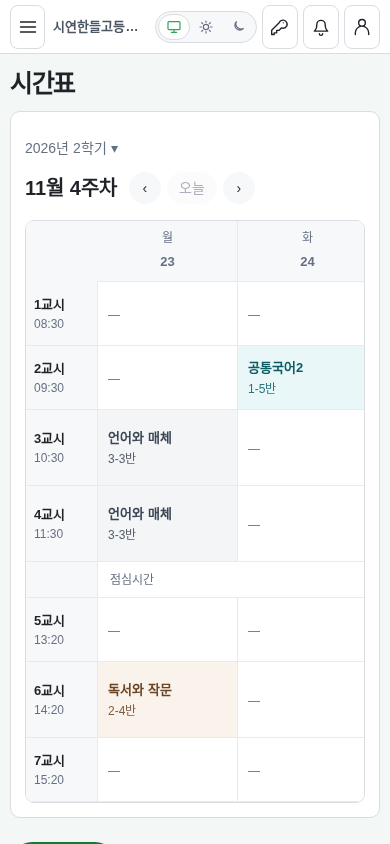 시연한들고등…
시간표
2026년 2학기 ▾
11월 4주차 ‹ 오늘 ›
월 화
23 24
1교시 — —
08:30
2교시 — 공통국어2
09:30 1-5반
3교시 언어와 매체 —
10:30 3-3반
4교시 언어와 매체 —
11:30 3-3반
점심시간
5교시 — —
13:20
6교시 독서와 작문 —
14:20 2-4반
7교시 — —
15:20